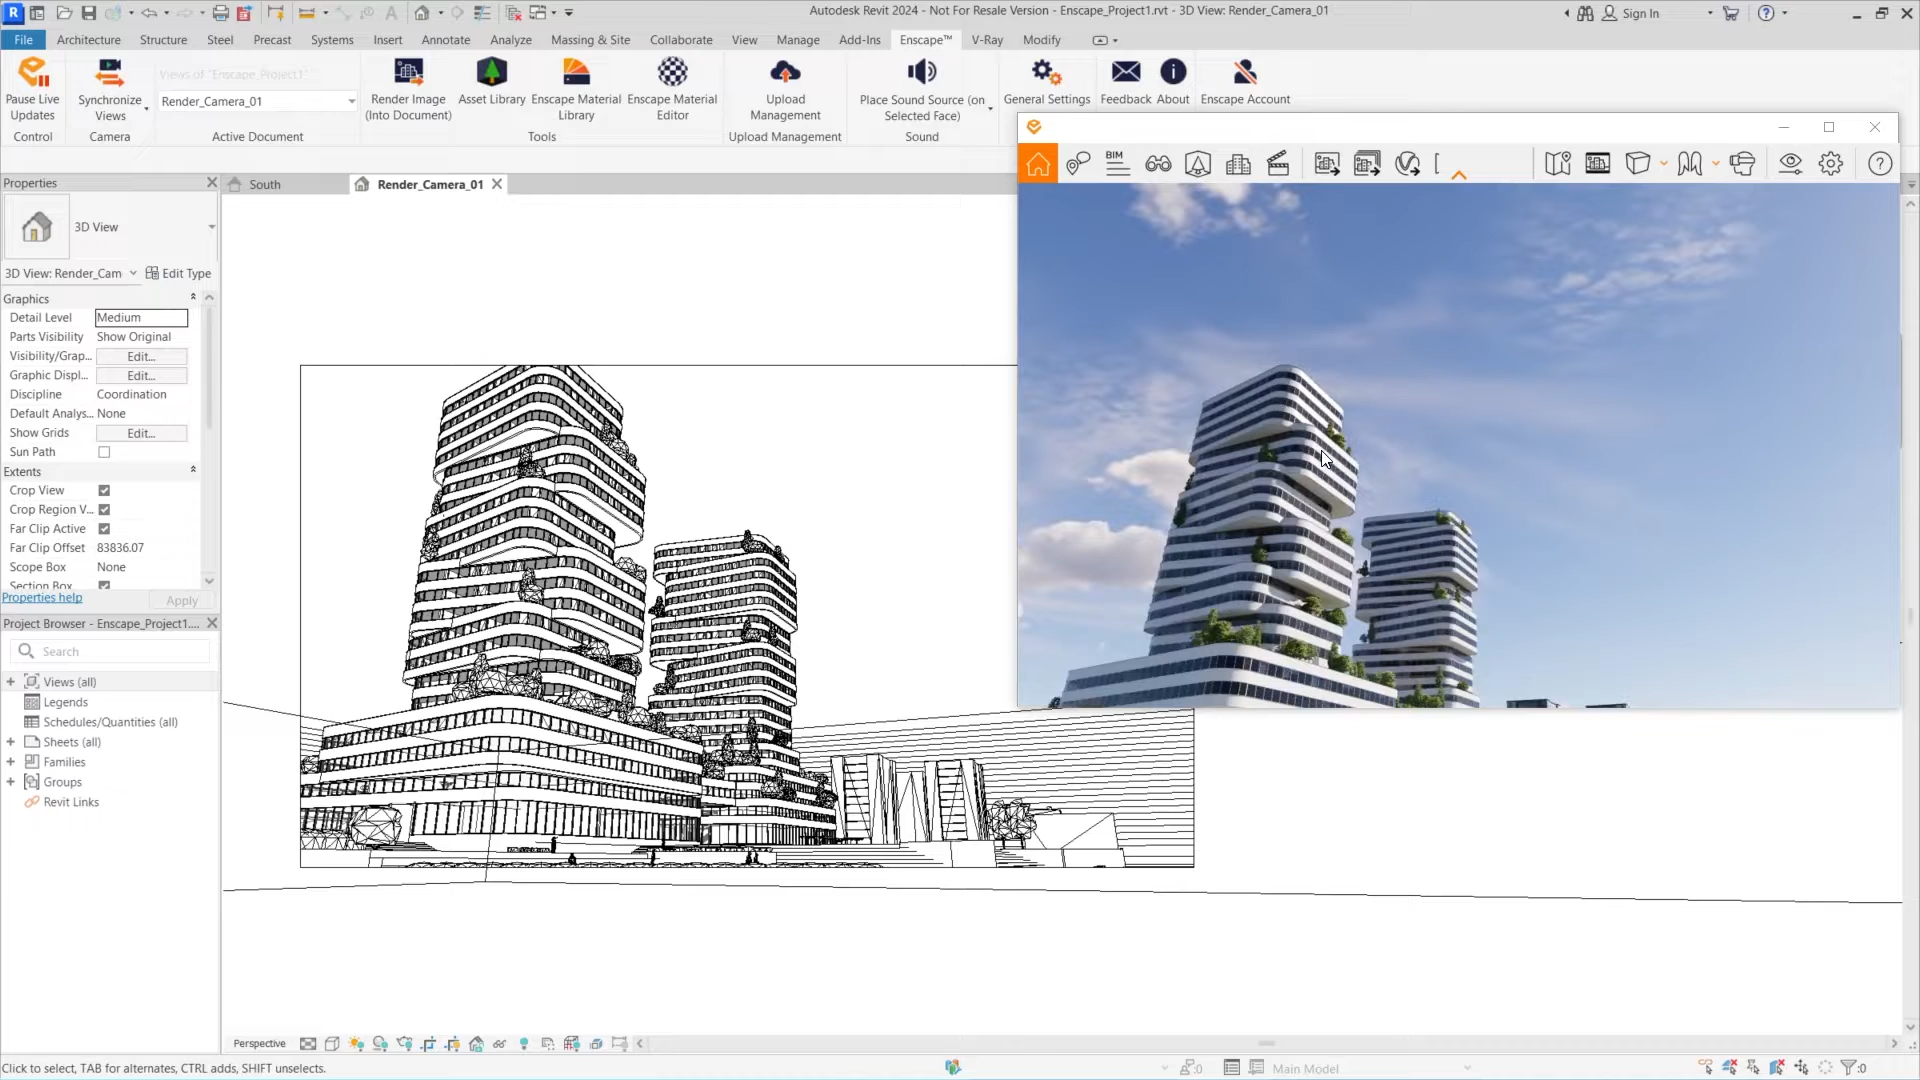 Autodesk Revit 2024 - Not For Resale Version - Enscape_Project1.rvt - 3D View: Render_Camera_01
Sign In
File Architecture Structure Steel Precast Systems Insert Annotate Analyze Massing & Site Collaborate View Manage Add-Ins Enscape™ V-Ray Modify
Pause Live Updates
Synchronize Views
Views of "Enscape_Project1"
Render_Camera_01
Render Image (Into Document)
Asset Library
Enscape Material Library
Enscape Material Editor
Upload Management
Place Sound Source (on Selected Face)
General Settings
Feedback
About
Enscape Account
Control
Camera
Active Document
Tools
Upload Management
Sound
BIM
Properties
South
Render_Camera_01
3D View
3D View: Render_Cam
Edit Type
Graphics
Detail Level Medium
Parts Visibility Show Original
Visibility/Grap... Edit...
Graphic Displ... Edit...
Discipline Coordination
Default Analys... None
Show Grids Edit...
Sun Path
Extents
Crop View
Crop Region V...
Far Clip Active
Far Clip Offset 83836.07
Scope Box None
Section Box
Properties help
Apply
Project Browser - Enscape_Project1....
Search
Views (all)
Legends
Schedules/Quantities (all)
Sheets (all)
Families
Groups
Revit Links
Perspective
Click to select, TAB for alternates, CTRL adds, SHIFT unselects.
:0
Main Model
:0